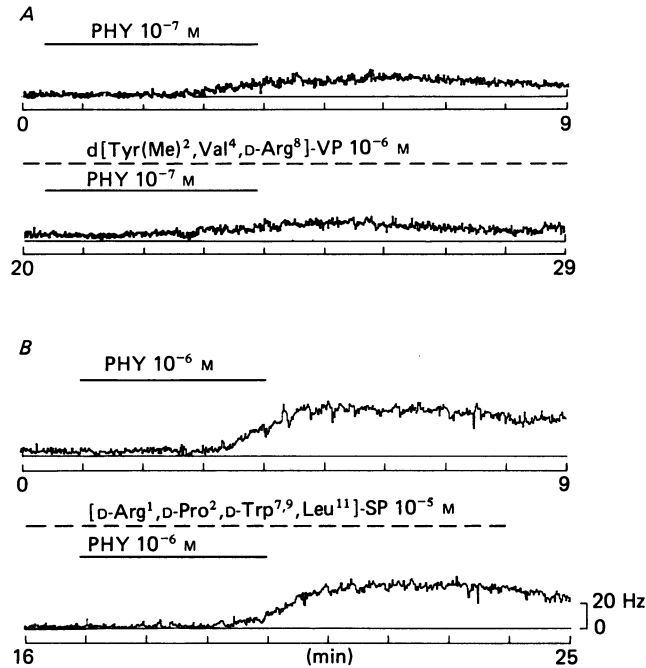 A
PHY 10⁻⁷ M
0 9
d[Tyr(Me)²,Val⁴,D-Arg⁸]-VP 10⁻⁶ M
PHY 10⁻⁷ M
20 29
B
PHY 10⁻⁶ M
0 9
[D-Arg¹,D-Pro²,D-Trp⁷,⁹,Leu¹¹]-SP 10⁻⁵ M
PHY 10⁻⁶ M
20 Hz
0
16 (min) 25